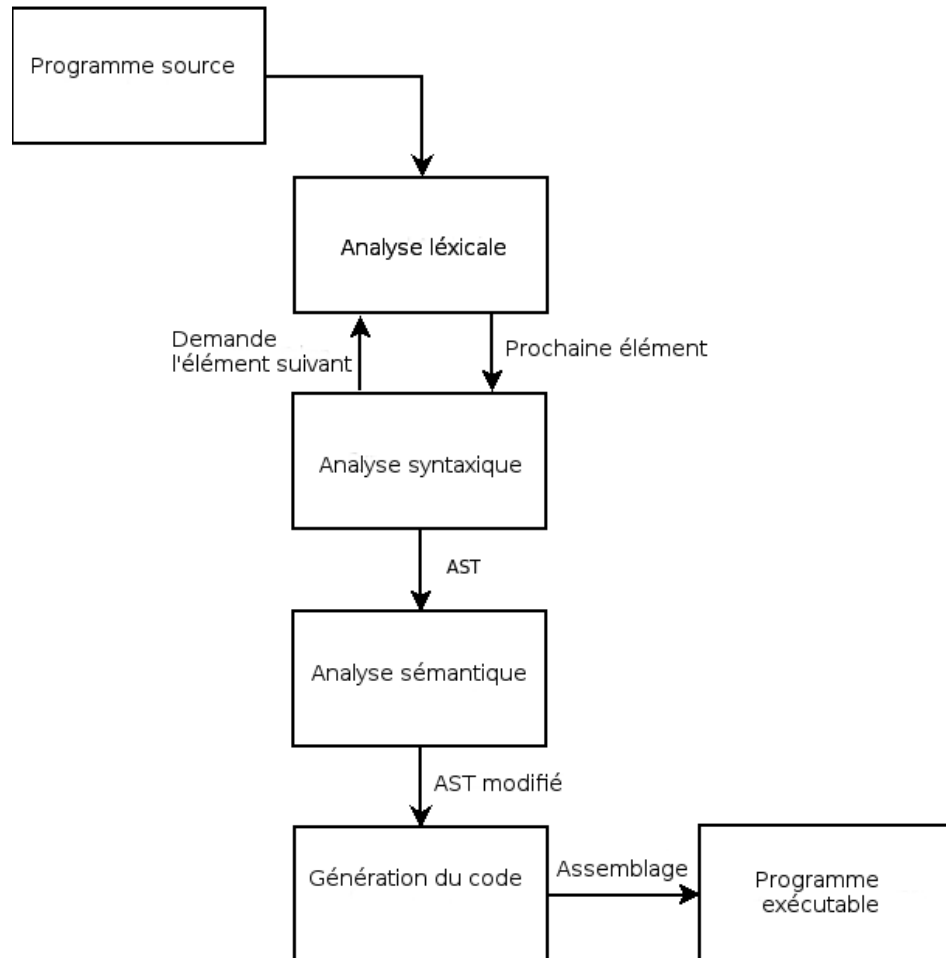 Programme source
Analyse léxicale
Demande
l'élément suivant
Prochaine élément
Analyse syntaxique
AST
Analyse sémantique
AST modifié
Génération du code
Assemblage
Programme
exécutable